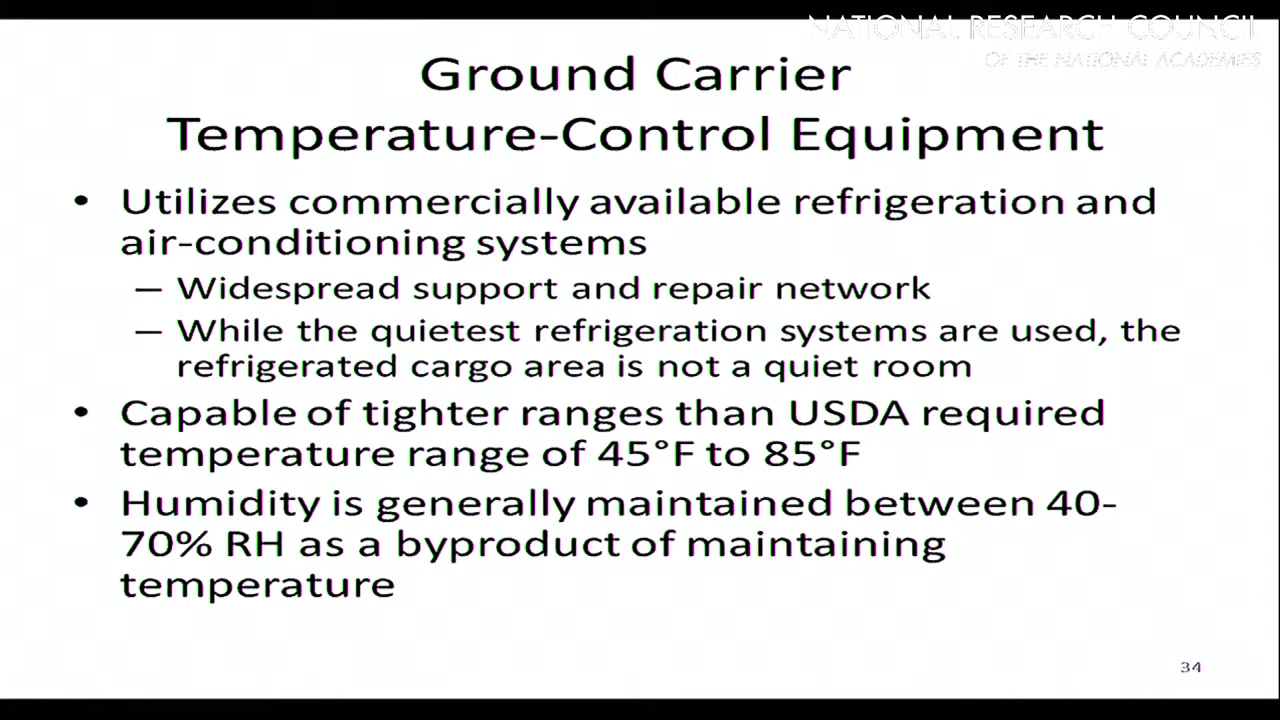 NATIONAL RESEARCH COUNCIL
OF THE NATIONAL ACADEMIES
Ground Carrier
Temperature-Control Equipment
• Utilizes commercially available refrigeration and
air-conditioning systems
– Widespread support and repair network
– While the quietest refrigeration systems are used, the
refrigerated cargo area is not a quiet room
• Capable of tighter ranges than USDA required
temperature range of 45°F to 85°F
• Humidity is generally maintained between 40-
70% RH as a byproduct of maintaining
temperature
34